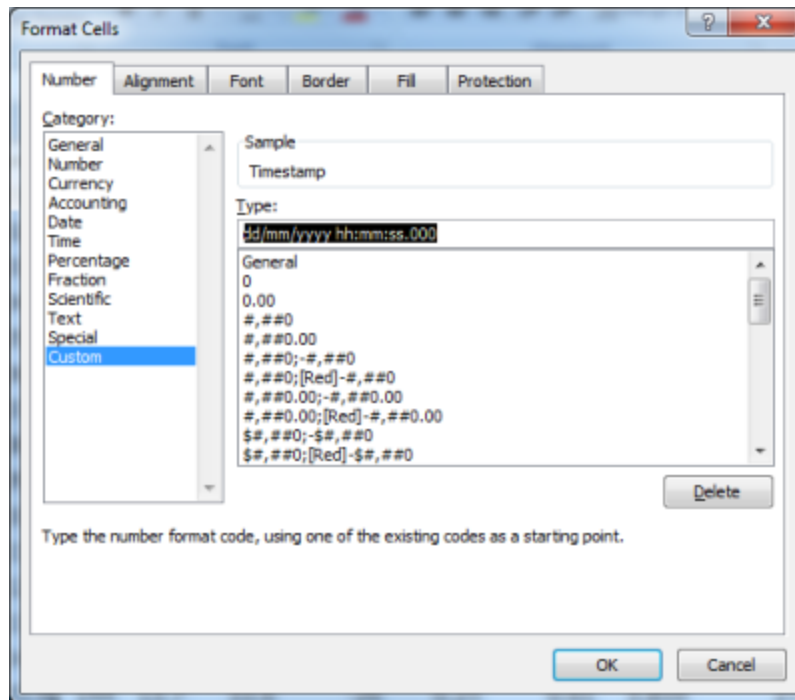 Format Cells
Number Alignment Font Border Fill Protection
Category:
General
Number
Currency
Accounting
Date
Time
Percentage
Fraction
Scientific
Text
Special
Custom
Sample
Timestamp
Type:
dd/mm/yyyy hh:mm:ss.000
General
0
0.00
#,##0
#,##0.00
#,##0;-#,##0
#,##0;[Red]-#,##0
#,##0.00;-#,##0.00
#,##0.00;[Red]-#,##0.00
$#,##0;-$#,##0
$#,##0;[Red]-$#,##0
Delete
Type the number format code, using one of the existing codes as a starting point.
OK Cancel